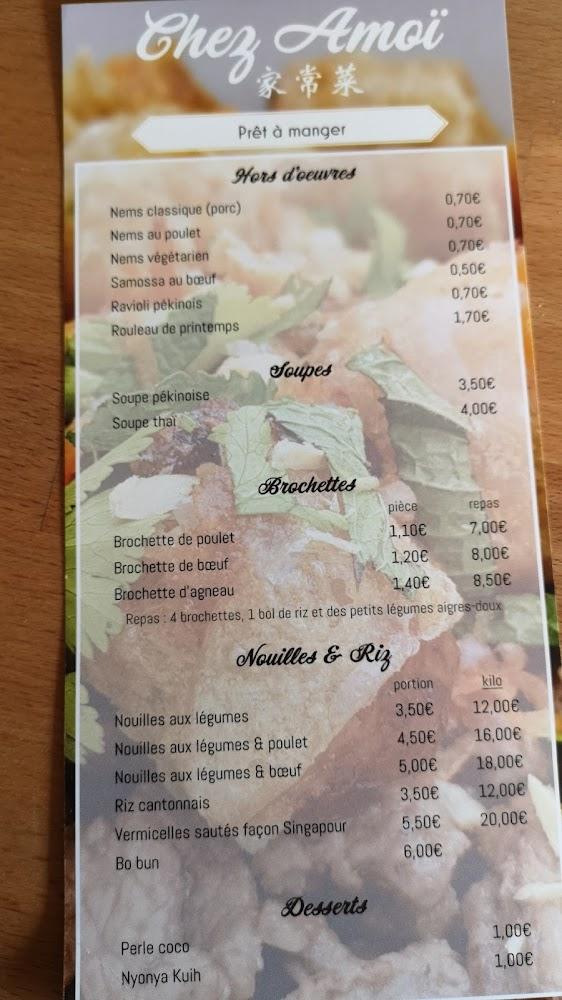 Chez Amoï
家常菜
Prêt à manger
Hors d'oeuvres
Nems classique (porc) 0,70€
Nems au poulet 0,70€
Nems végétarien 0,70€
Samossa au bœuf 0,50€
Ravioli pékinois 0,70€
Rouleau de printemps 1,70€
Soupes
Soupe pékinoise 3,50€
Soupe thaï 4,00€
Brochettes
pièce repas
Brochette de poulet 1,10€ 7,00€
Brochette de bœuf 1,20€ 8,00€
Brochette d'agneau 1,40€ 8,50€
Repas : 4 brochettes, 1 bol de riz et des petits légumes aigres-doux
Nouilles & Riz
portion kilo
Nouilles aux légumes 3,50€ 12,00€
Nouilles aux légumes & poulet 4,50€ 16,00€
Nouilles aux légumes & bœuf 5,00€ 18,00€
Riz cantonnais 3,50€ 12,00€
Vermicelles sautés façon Singapour 5,50€ 20,00€
Bo bun 6,00€
Desserts
Perle coco 1,00€
Nyonya Kuih 1,00€